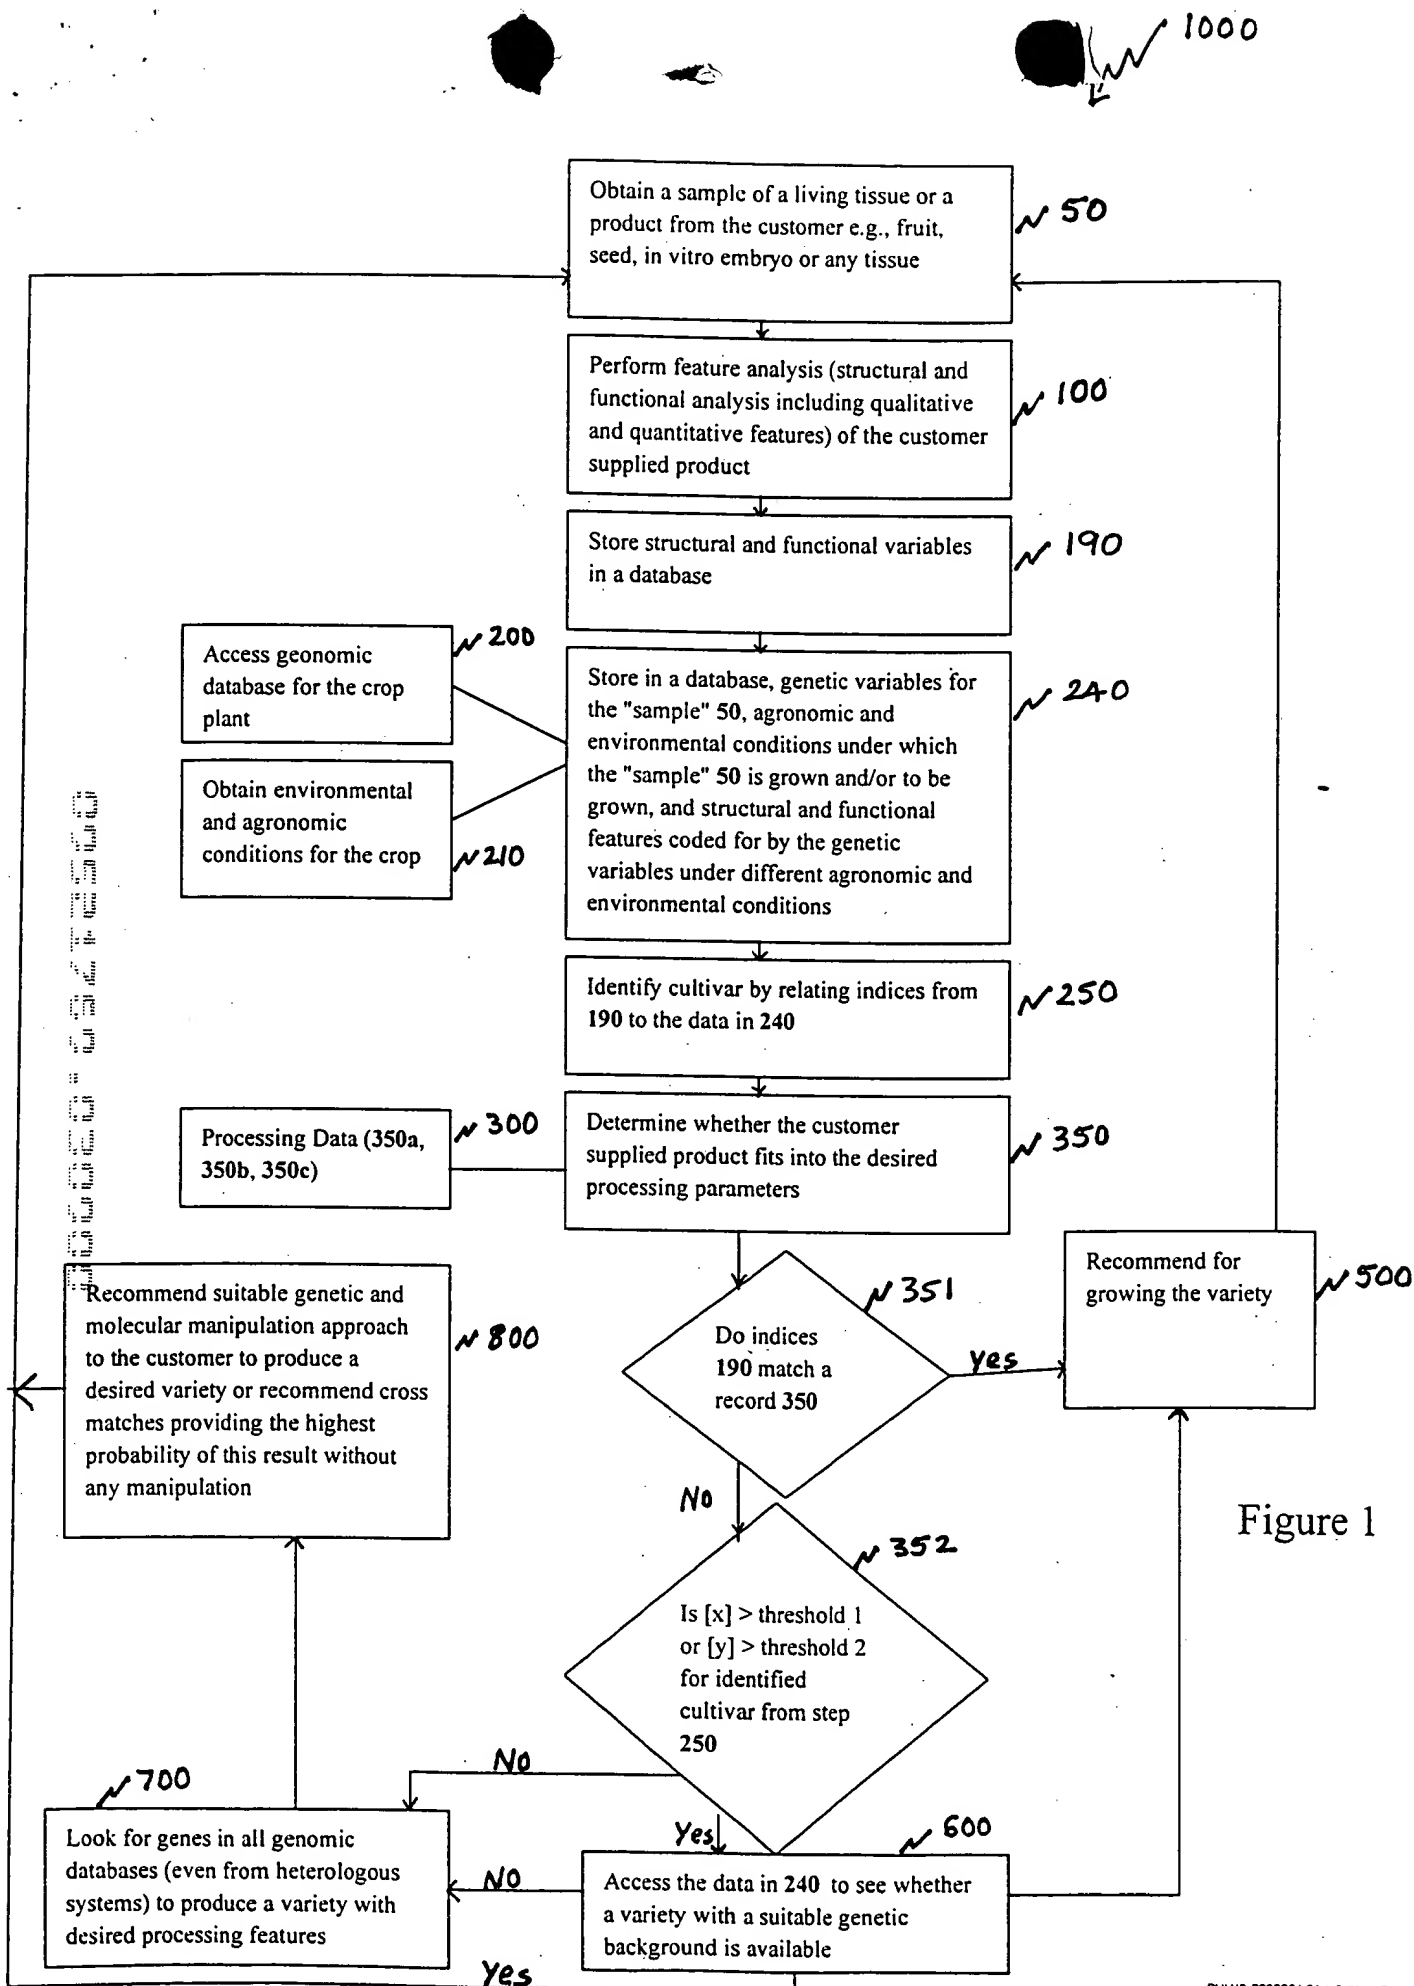 1000
Obtain a sample of a living tissue or a
product from the customer e.g., fruit,
seed, in vitro embryo or any tissue
50
Perform feature analysis (structural and
functional analysis including qualitative
and quantitative features) of the customer
supplied product
100
Store structural and functional variables
in a database
190
Access geonomic
database for the crop
plant
200
Obtain environmental
and agronomic
conditions for the crop
210
Store in a database, genetic variables for
the "sample" 50, agronomic and
environmental conditions under which
the "sample" 50 is grown and/or to be
grown, and structural and functional
features coded for by the genetic
variables under different agronomic and
environmental conditions
240
Identify cultivar by relating indices from
190 to the data in 240
250
Processing Data (350a,
350b, 350c)
300
Determine whether the customer
supplied product fits into the desired
processing parameters
350
Do indices
190 match a
record 350
351
yes
Recommend for
growing the variety
500
Recommend suitable genetic and
molecular manipulation approach
to the customer to produce a
desired variety or recommend cross
matches providing the highest
probability of this result without
any manipulation
800
NO
Figure 1
352
Is [x] > threshold 1
or [y] > threshold 2
for identified
cultivar from step
250
NO
700
Look for genes in all genomic
databases (even from heterologous
systems) to produce a variety with
desired processing features
Yes
600
NO
Access the data in 240 to see whether
a variety with a suitable genetic
background is available
yes